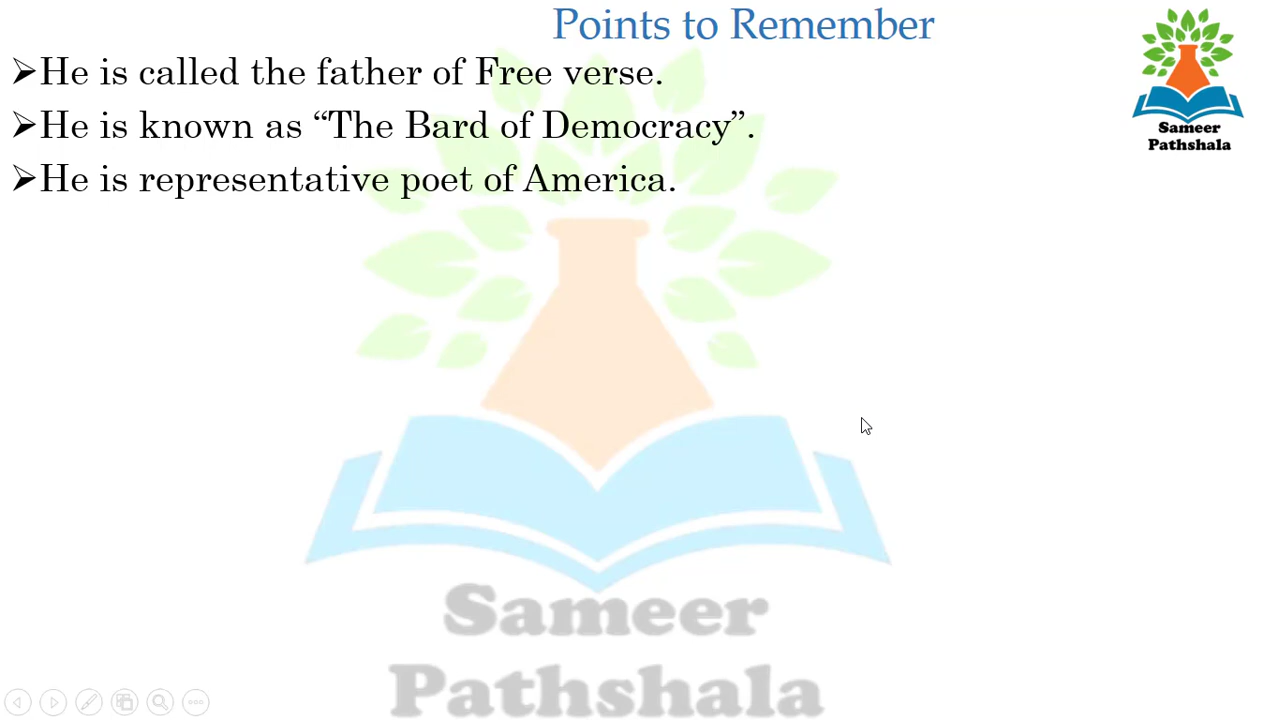 Points to Remember
➢He is called the father of Free verse.
➢He is known as “The Bard of Democracy”.
➢He is representative poet of America.
Sameer
Pathshala
Sameer
Pathshala